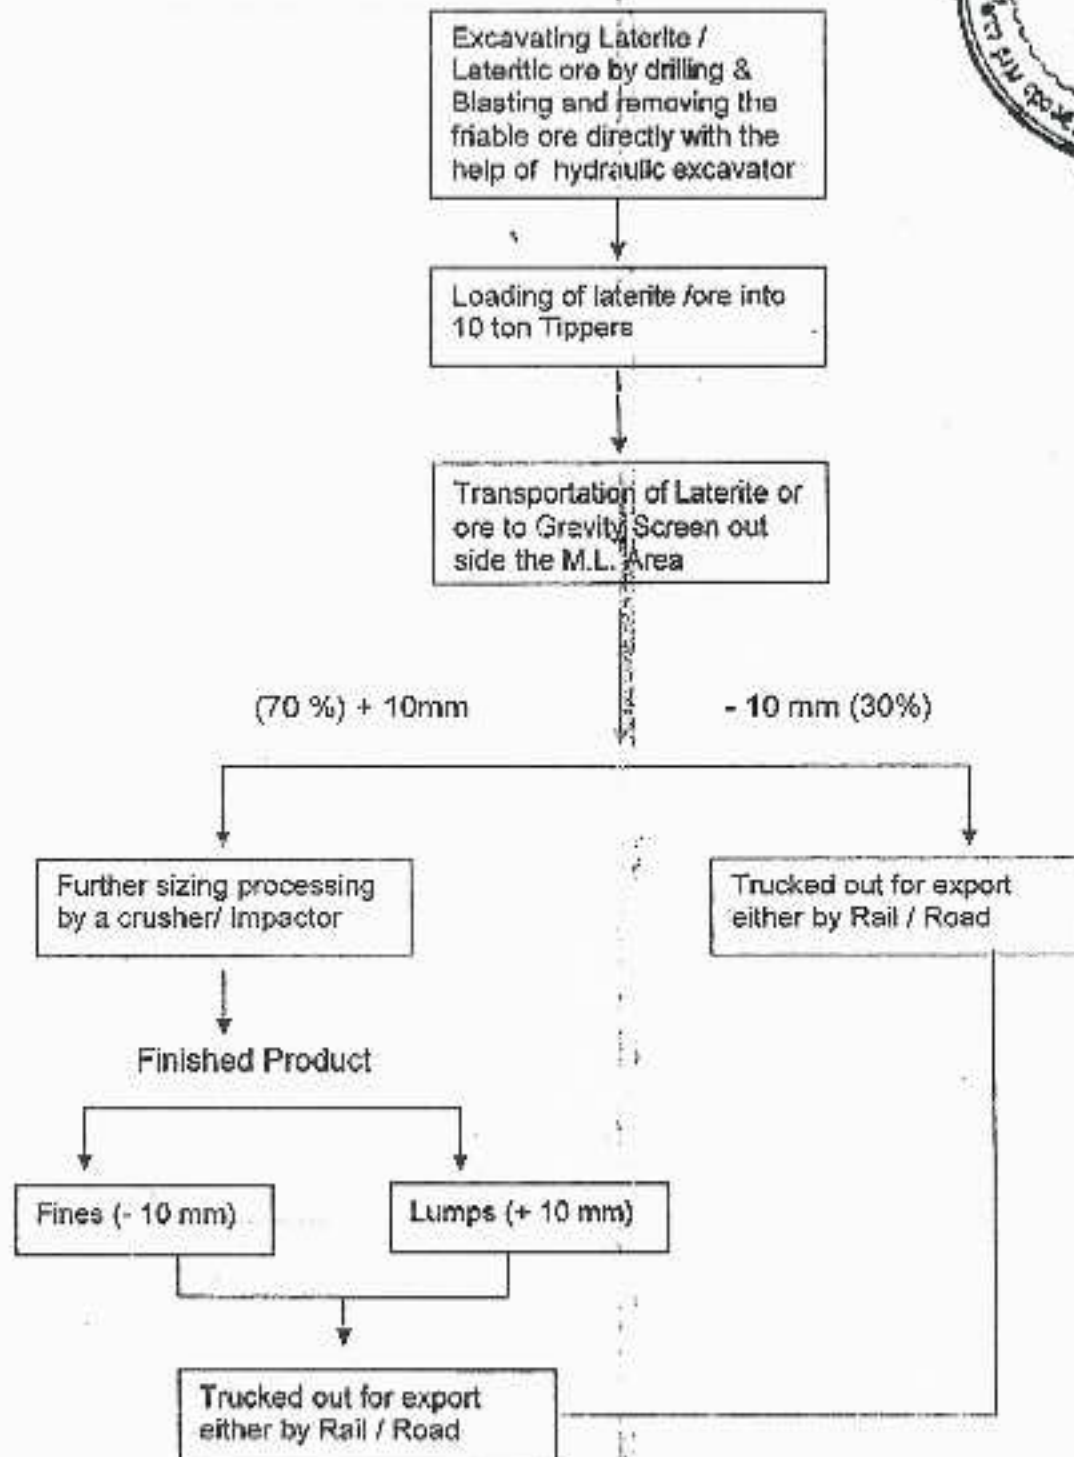 Excavating Laterite /
Lateritic ore by drilling &
Blasting and removing the
friable ore directly with the
help of hydraulic excavator
Loading of laterite /ore into
10 ton Tippers
Transportation of Laterite or
ore to Grevity Screen out
side the M.L. Area
(70 %) + 10mm
- 10 mm (30%)
Further sizing processing
by a crusher/ Impactor
Trucked out for export
either by Rail / Road
Finished Product
Fines (- 10 mm)
Lumps (+ 10 mm)
Trucked out for export
either by Rail / Road